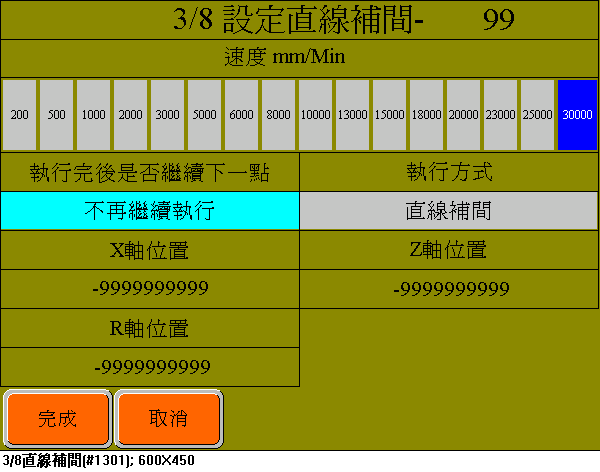 3/8 設定直線補間- 99
速度 mm/Min
200 500 1000 2000 3000 5000 6000 8000 10000 13000 15000 18000 20000 23000 25000 30000
執行完後是否繼續下一點 執行方式
不再繼續執行 直線補間
X軸位置 Z軸位置
-9999999999 -9999999999
R軸位置
-9999999999
完成 取消
3/8直線補間(#1301); 600X450